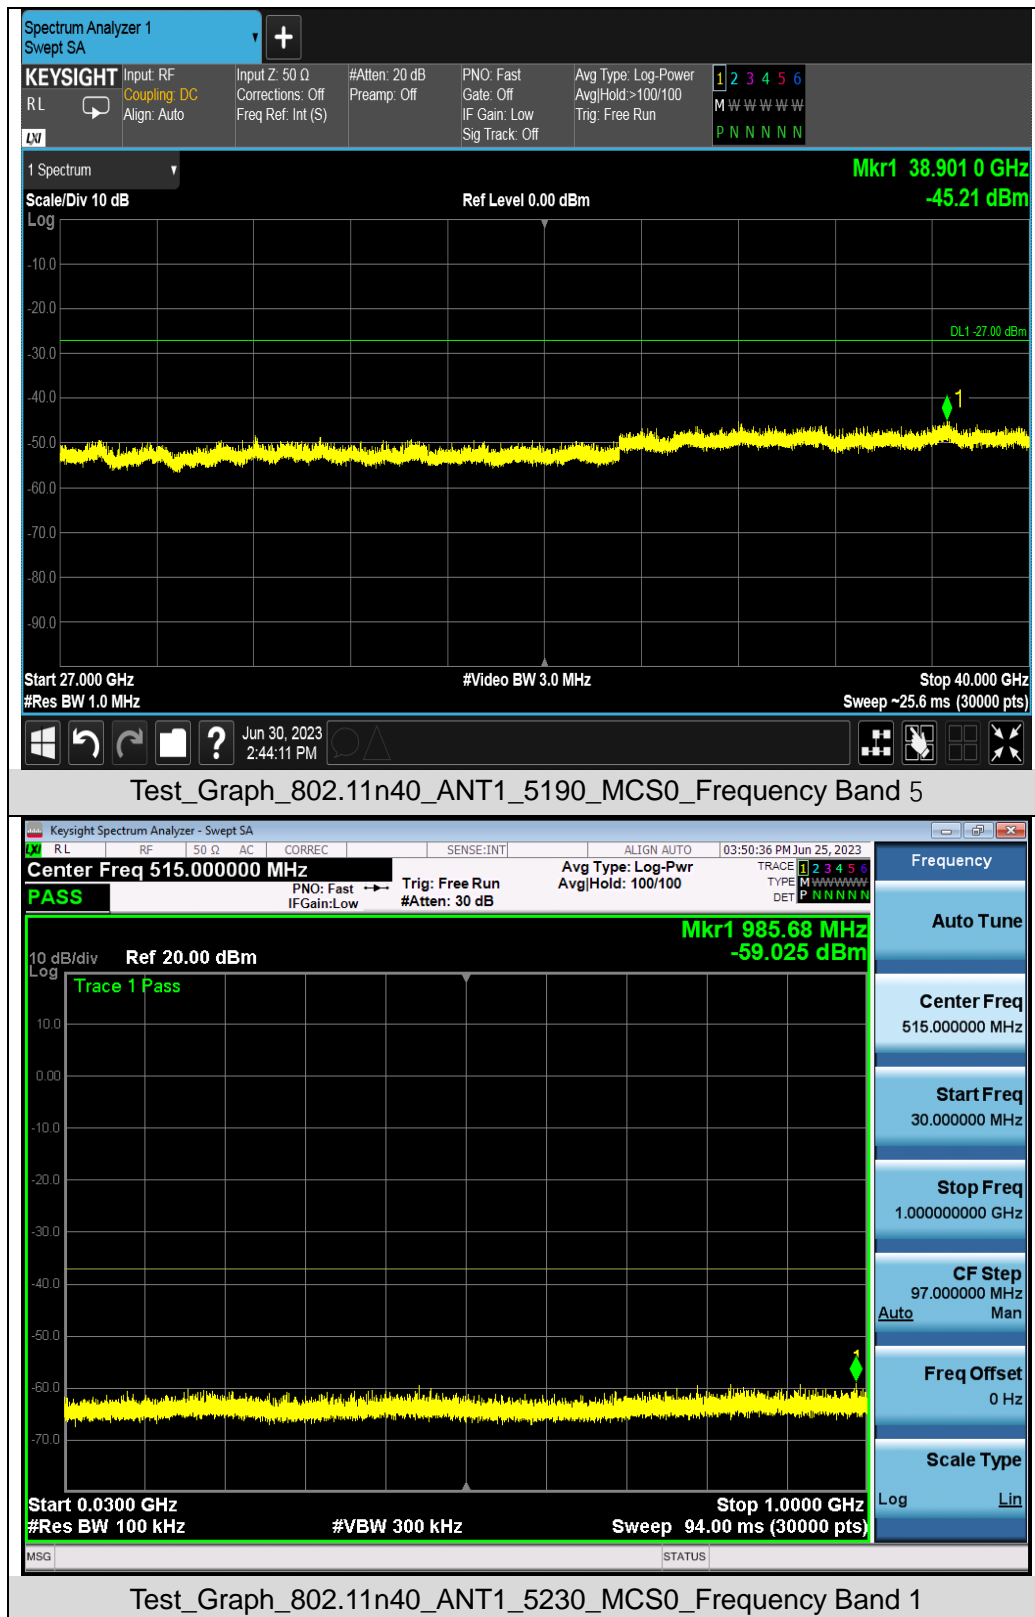 Spectrum Analyzer 1
Swept SA
KEYSIGHT Input: RF Input Z: 50 Ω #Atten: 20 dB PNO: Fast Avg Type: Log-Power 1 2 3 4 5 6
RL Coupling: DC Corrections: Off Preamp: Off Gate: Off Avg|Hold:>100/100 M W W W W W
Align: Auto Freq Ref: Int (S) IF Gain: Low Trig: Free Run
LXI Sig Track: Off P N N N N N
1 Spectrum Mkr1 38.901 0 GHz
Scale/Div 10 dB Ref Level 0.00 dBm -45.21 dBm
Log
-10.0
-20.0
DL1 -27.00 dBm
-30.0
-40.0
1
-50.0
-60.0
-70.0
-80.0
-90.0
Start 27.000 GHz #Video BW 3.0 MHz Stop 40.000 GHz
#Res BW 1.0 MHz Sweep ~25.6 ms (30000 pts)
? Jun 30, 2023
2:44:11 PM
Test_Graph_802.11n40_ANT1_5190_MCS0_Frequency Band 5
Keysight Spectrum Analyzer - Swept SA
LXI RL RF 50 Ω AC CORREC SENSE:INT ALIGN AUTO 03:50:36 PM Jun 25, 2023
Center Freq 515.000000 MHz Avg Type: Log-Pwr TRACE 1 2 3 4 5 6
PASS PNO: Fast Trig: Free Run Avg|Hold: 100/100 TYPE M W W W W W
IFGain:Low #Atten: 30 dB DET P N N N N N
Mkr1 985.68 MHz
10 dB/div Ref 20.00 dBm -59.025 dBm
Log
Trace 1 Pass
10.0
0.00
-10.0
-20.0
-30.0
-40.0
-50.0
1
-60.0
-70.0
Start 0.0300 GHz Stop 1.0000 GHz
#Res BW 100 kHz #VBW 300 kHz Sweep 94.00 ms (30000 pts)
MSG STATUS
Frequency
Auto Tune
Center Freq
515.000000 MHz
Start Freq
30.000000 MHz
Stop Freq
1.000000000 GHz
CF Step
97.000000 MHz
Auto Man
Freq Offset
0 Hz
Scale Type
Log Lin
Test_Graph_802.11n40_ANT1_5230_MCS0_Frequency Band 1